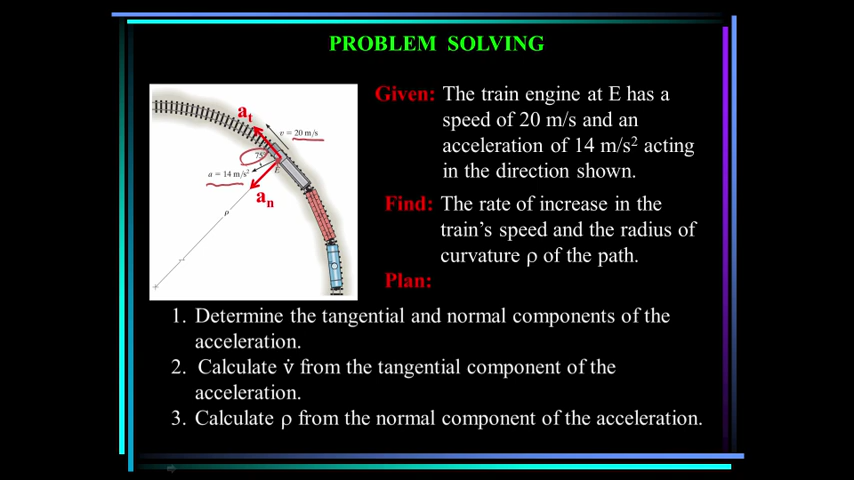 PROBLEM SOLVING
a_t
v = 20 m/s
75°
E
a = 14 m/s²
a_n
ρ
Given: The train engine at E has a
speed of 20 m/s and an
acceleration of 14 m/s² acting
in the direction shown.
Find: The rate of increase in the
train's speed and the radius of
curvature ρ of the path.
Plan:
1. Determine the tangential and normal components of the
acceleration.
2. Calculate v̇ from the tangential component of the
acceleration.
3. Calculate ρ from the normal component of the acceleration.